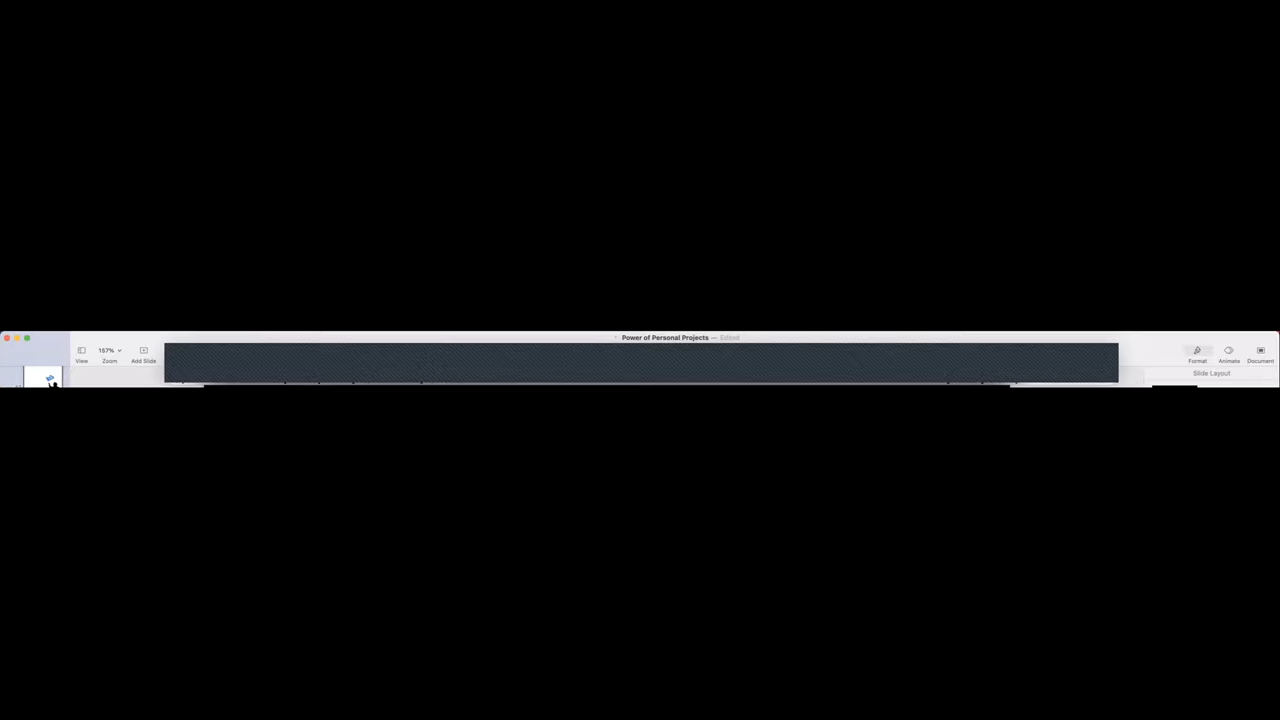 Power of Personal Projects — Edited
157%
View Zoom Add Slide
Format Animate Document
Slide Layout